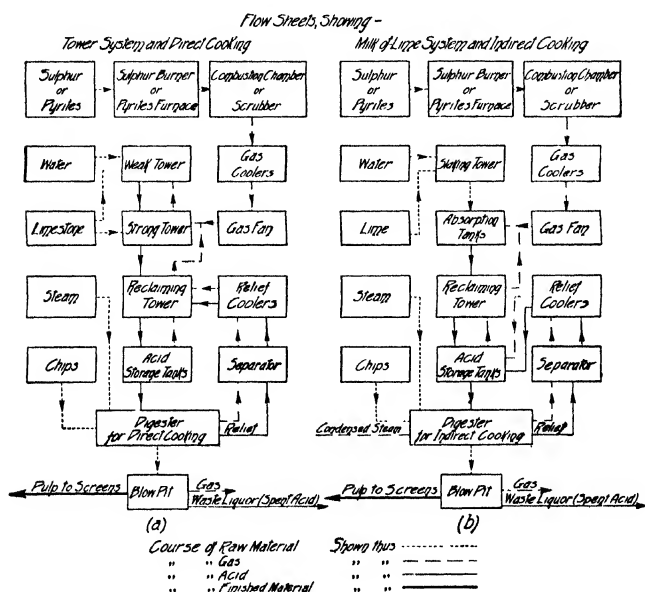 Flow Sheets, Showing –
Tower System and Direct Cooking
Sulphur
or
Pyrites
Sulphur Burner
or
Pyrites Furnace
Combustion Chamber
or
Scrubber
Water
Weak Tower
Gas
Coolers
Limestone
Strong Tower
Gas Fan
Steam
Reclaiming
Tower
Relief
Coolers
Chips
Acid
Storage Tanks
Separator
Digester
for Direct Cooking
Relief
Pulp to Screens
Blow Pit
Gas
Waste Liquor (Spent Acid)
(a)
Milk-of-Lime System and Indirect Cooking
Sulphur
or
Pyrites
Sulphur Burner
or
Pyrites Furnace
Combustion Chamber
or
Scrubber
Water
Slaking Tower
Gas
Coolers
Lime
Absorption
Tanks
Gas Fan
Steam
Reclaiming
Tower
Relief
Coolers
Chips
Acid
Storage Tanks
Separator
Condensed Steam
Digester
for Indirect Cooking
Relief
Pulp to Screens
Blow Pit
Gas
Waste Liquor (Spent Acid)
(b)
Course of Raw Material Shown thus
" " Gas " "
" " Acid " "
" " Finished Material " "